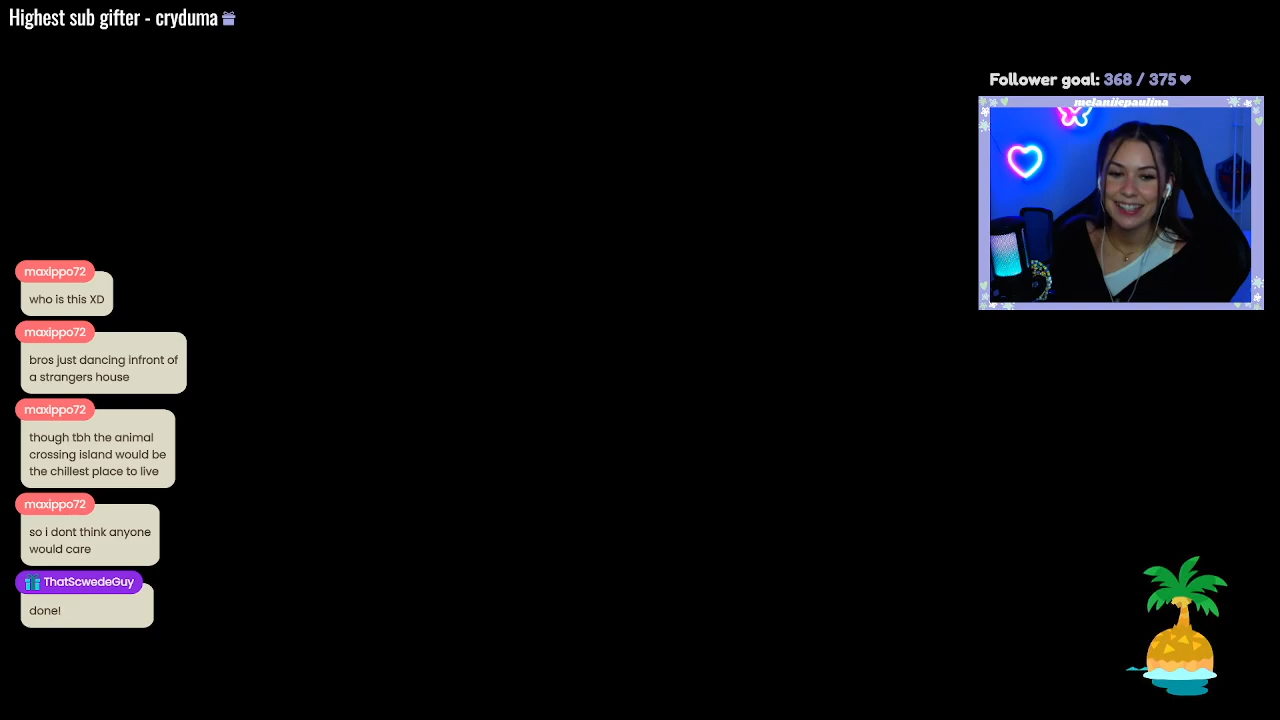 Highest sub gifter - cryduma
Follower goal: 368 / 375
melaniiepaulina
maxippo72
who is this XD
maxippo72
bros just dancing infront of
a strangers house
maxippo72
though tbh the animal
crossing island would be
the chillest place to live
maxippo72
so i dont think anyone
would care
ThatScwedeGuy
done!